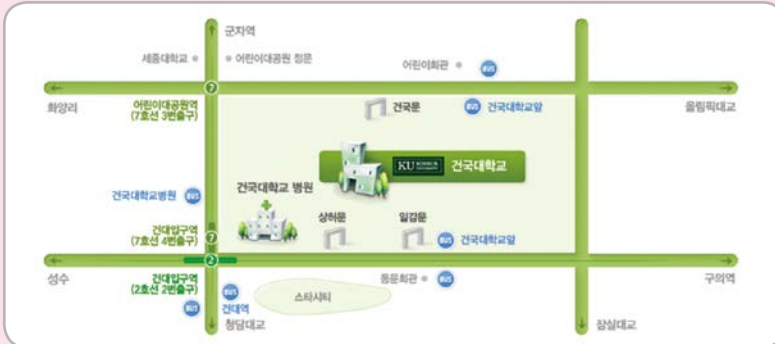 군자역
세종대학교
어린이대공원 정문
어린이회관
BUS
7
화양리
어린이대공원역
(7호선 3번출구)
건국문
BUS 건국대학교앞
올림픽대교
KU KONKUK UNIVERSITY 건국대학교
건국대학교 병원
건국대학교병원 BUS
상허문
일감문
건대입구역
(7호선 4번출구)
7
BUS 건국대학교앞
2
성수
건대입구역
(2호선 2번출구)
BUS
BUS
건대역
스타시티
동문회관
BUS
구의역
청담대교
잠실대교